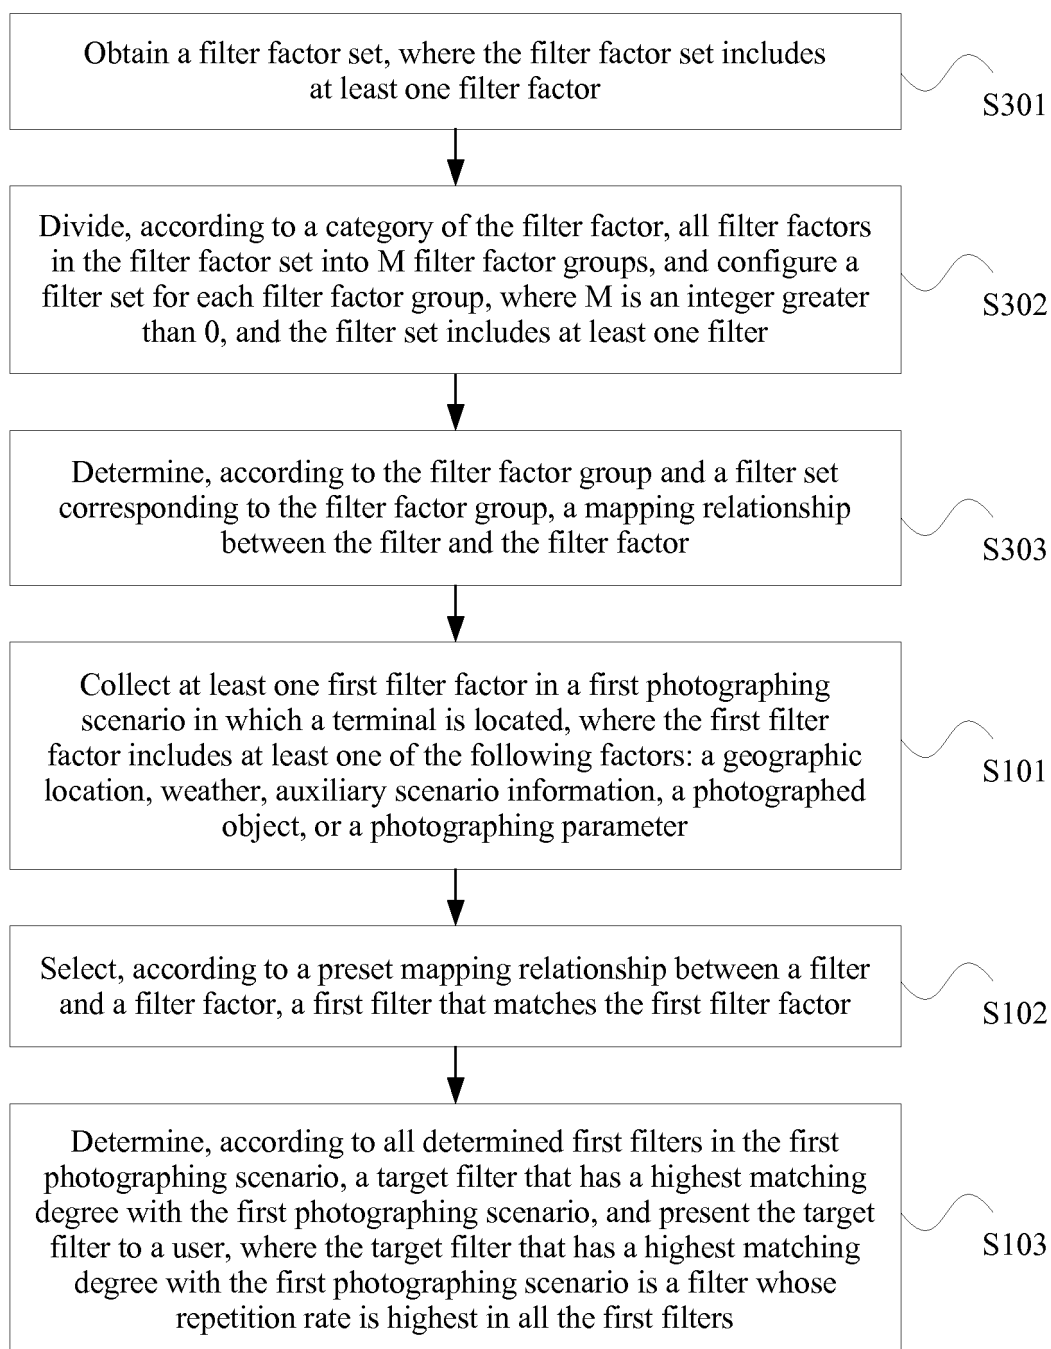 Obtain a filter factor set, where the filter factor set includes
at least one filter factor
S301
Divide, according to a category of the filter factor, all filter factors
in the filter factor set into M filter factor groups, and configure a
filter set for each filter factor group, where M is an integer greater
than 0, and the filter set includes at least one filter
S302
Determine, according to the filter factor group and a filter set
corresponding to the filter factor group, a mapping relationship
between the filter and the filter factor
S303
Collect at least one first filter factor in a first photographing
scenario in which a terminal is located, where the first filter
factor includes at least one of the following factors: a geographic
location, weather, auxiliary scenario information, a photographed
object, or a photographing parameter
S101
Select, according to a preset mapping relationship between a filter
and a filter factor, a first filter that matches the first filter factor
S102
Determine, according to all determined first filters in the first
photographing scenario, a target filter that has a highest matching
degree with the first photographing scenario, and present the target
filter to a user, where the target filter that has a highest matching
degree with the first photographing scenario is a filter whose
repetition rate is highest in all the first filters
S103